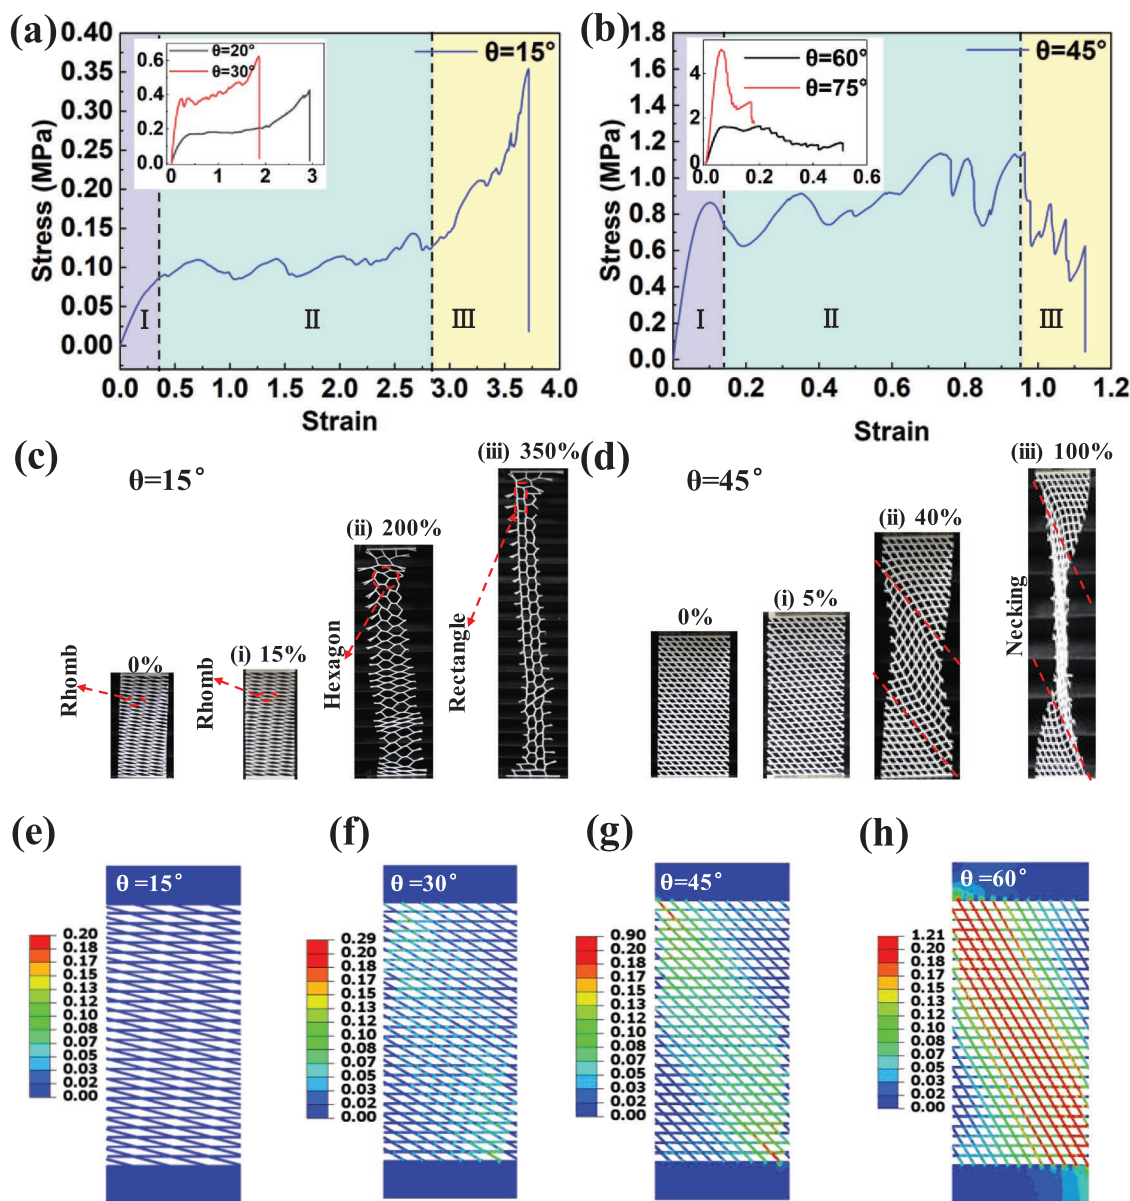 (a)
0.40
0.35
0.30
0.25
0.20
0.15
0.10
0.05
0.00
Stress (MPa)
0.6
0.4
0.2
0.0
0 1 2 3
θ=20°
θ=30°
θ=15°
I
II
III
0.0 0.5 1.0 1.5 2.0 2.5 3.0 3.5 4.0
Strain
(b)
1.8
1.6
1.4
1.2
1.0
0.8
0.6
0.4
0.2
0.0
Stress (MPa)
4
2
0
0.0 0.2 0.4 0.6
θ=60°
θ=75°
θ=45°
I
II
III
0.0 0.2 0.4 0.6 0.8 1.0 1.2
Strain
(c)
θ=15°
Rhomb
0%
Rhomb
(i) 15%
Hexagon
(ii) 200%
Rectangle
(iii) 350%
(d)
θ=45°
0%
(i) 5%
(ii) 40%
(iii) 100%
Necking
(e)
θ =15°
0.20
0.18
0.17
0.15
0.13
0.12
0.10
0.08
0.07
0.05
0.03
0.02
0.00
(f)
θ =30°
0.29
0.20
0.18
0.17
0.15
0.13
0.12
0.10
0.08
0.07
0.05
0.03
0.02
0.00
(g)
θ=45°
0.90
0.20
0.18
0.17
0.15
0.13
0.12
0.10
0.08
0.07
0.05
0.03
0.02
0.00
(h)
θ =60°
1.21
0.20
0.18
0.17
0.15
0.13
0.12
0.10
0.08
0.07
0.05
0.03
0.02
0.00